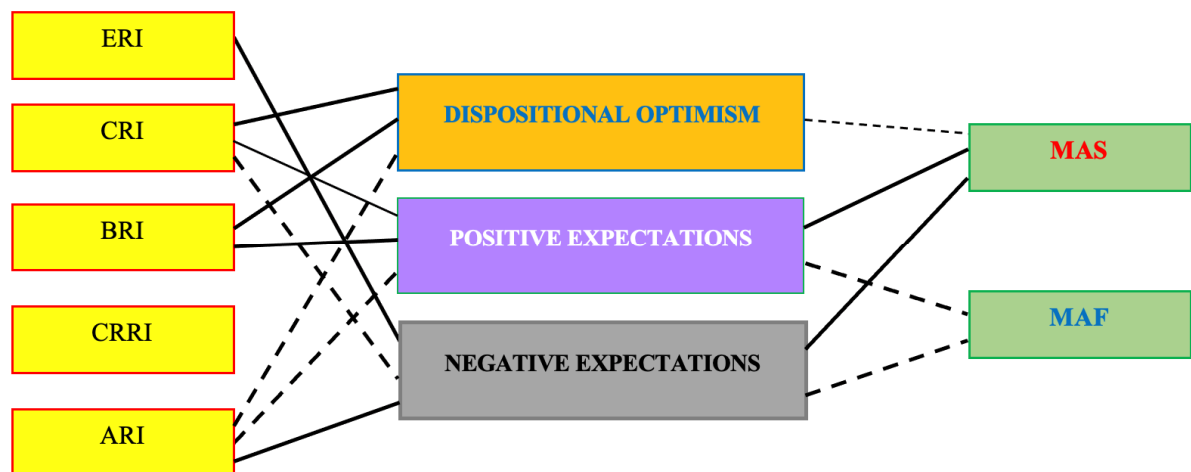 ERI
CRI
BRI
CRRI
ARI
DISPOSITIONAL OPTIMISM
POSITIVE EXPECTATIONS
NEGATIVE EXPECTATIONS
MAS
MAF